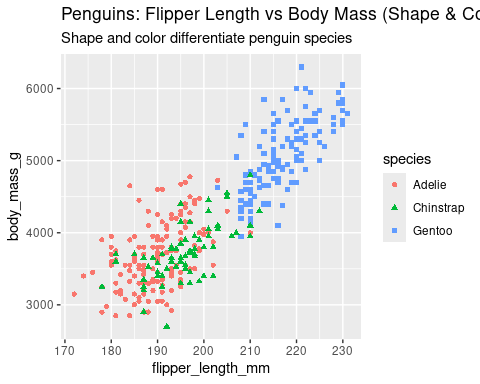 Penguins: Flipper Length vs Body Mass (Shape & Co
Shape and color differentiate penguin species
body_mass_g
6000
5000
4000
3000
170 180 190 200 210 220 230
flipper_length_mm
species
Adelie
Chinstrap
Gentoo